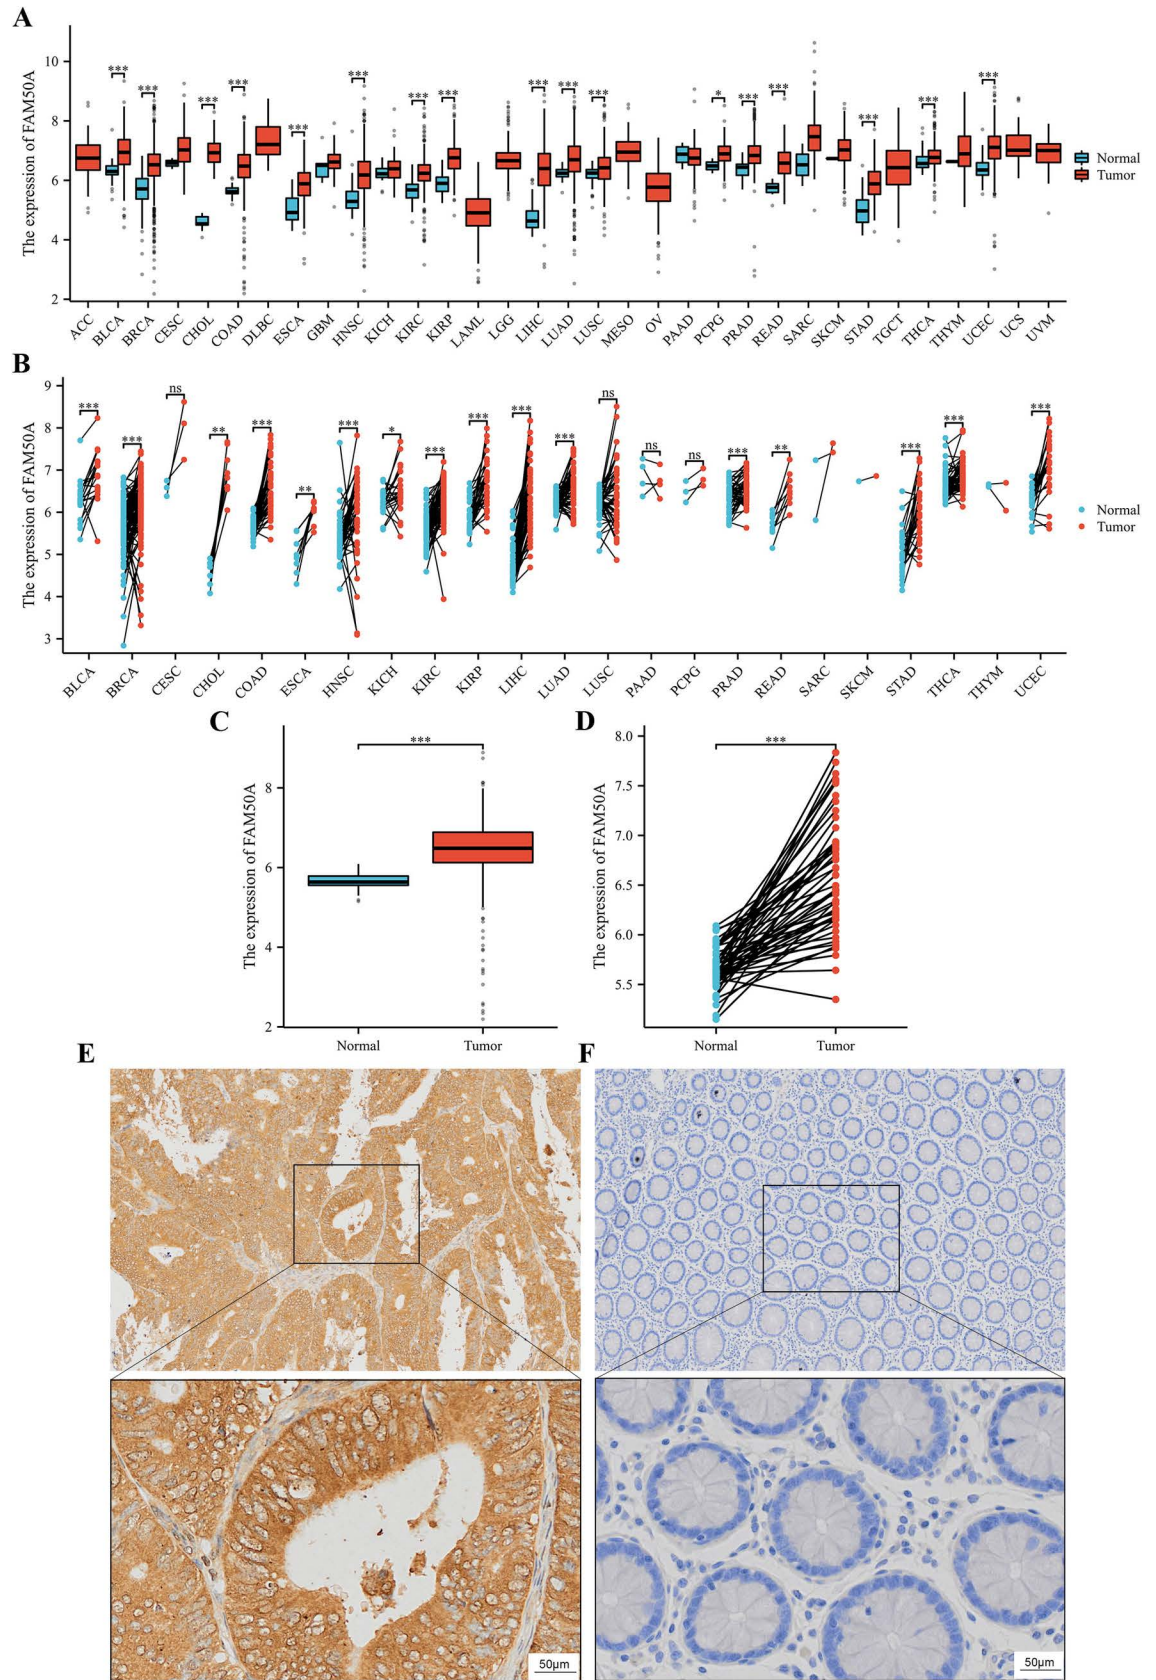 A
The expression of FAM50A
10
8
6
4
2
*** *** *** *** *** *** *** *** *** *** *** * *** *** *** *** ***
Normal
Tumor
ACC BLCA BRCA CESC CHOL COAD DLBC ESCA GBM HNSC KICH KIRC KIRP LAML LGG LIHC LUAD LUSC MESO OV PAAD PCPG PRAD READ SARC SKCM STAD TGCT THCA THYM UCEC UCS UVM
B
The expression of FAM50A
9
8
7
6
5
4
3
*** *** ns ** *** ** *** * *** *** *** *** ns ns ns *** ** *** *** ***
Normal
Tumor
BLCA BRCA CESC CHOL COAD ESCA HNSC KICH KIRC KIRP LIHC LUAD LUSC PAAD PCPG PRAD READ SARC SKCM STAD THCA THYM UCEC
C
The expression of FAM50A
8
6
4
2
***
Normal Tumor
D
The expression of FAM50A
8.0
7.5
7.0
6.5
6.0
5.5
***
Normal Tumor
E
50μm
F
50μm